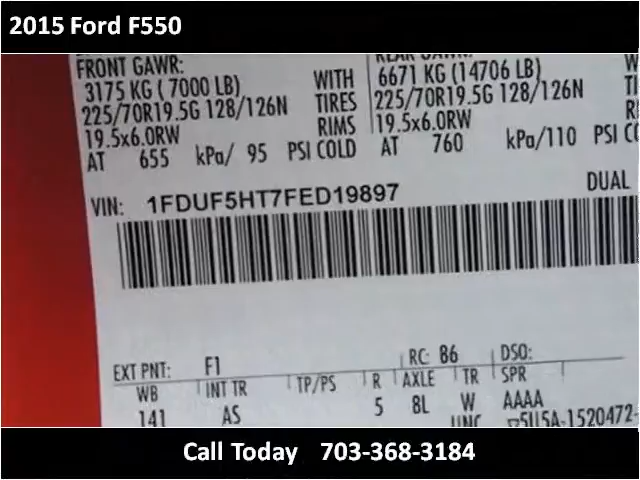 2015 Ford F550
FRONT GAWR:
3175 KG ( 7000 LB) WITH 6671 KG (14706 LB)
225/70R19.5G 128/126N TIRES 225/70R19.5G 128/126N
19.5x6.0RW RIMS 19.5x6.0RW
AT 655 kPa/ 95 PSI COLD AT 760 kPa/110 PSI
VIN: 1FDUF5HT7FED19897 DUAL
EXT PNT: F1 RC: 86 DSO:
WB INT TR TP/PS R AXLE TR SPR
141 AS 5 8L W AAAA
5U5A-1520472-
Call Today 703-368-3184